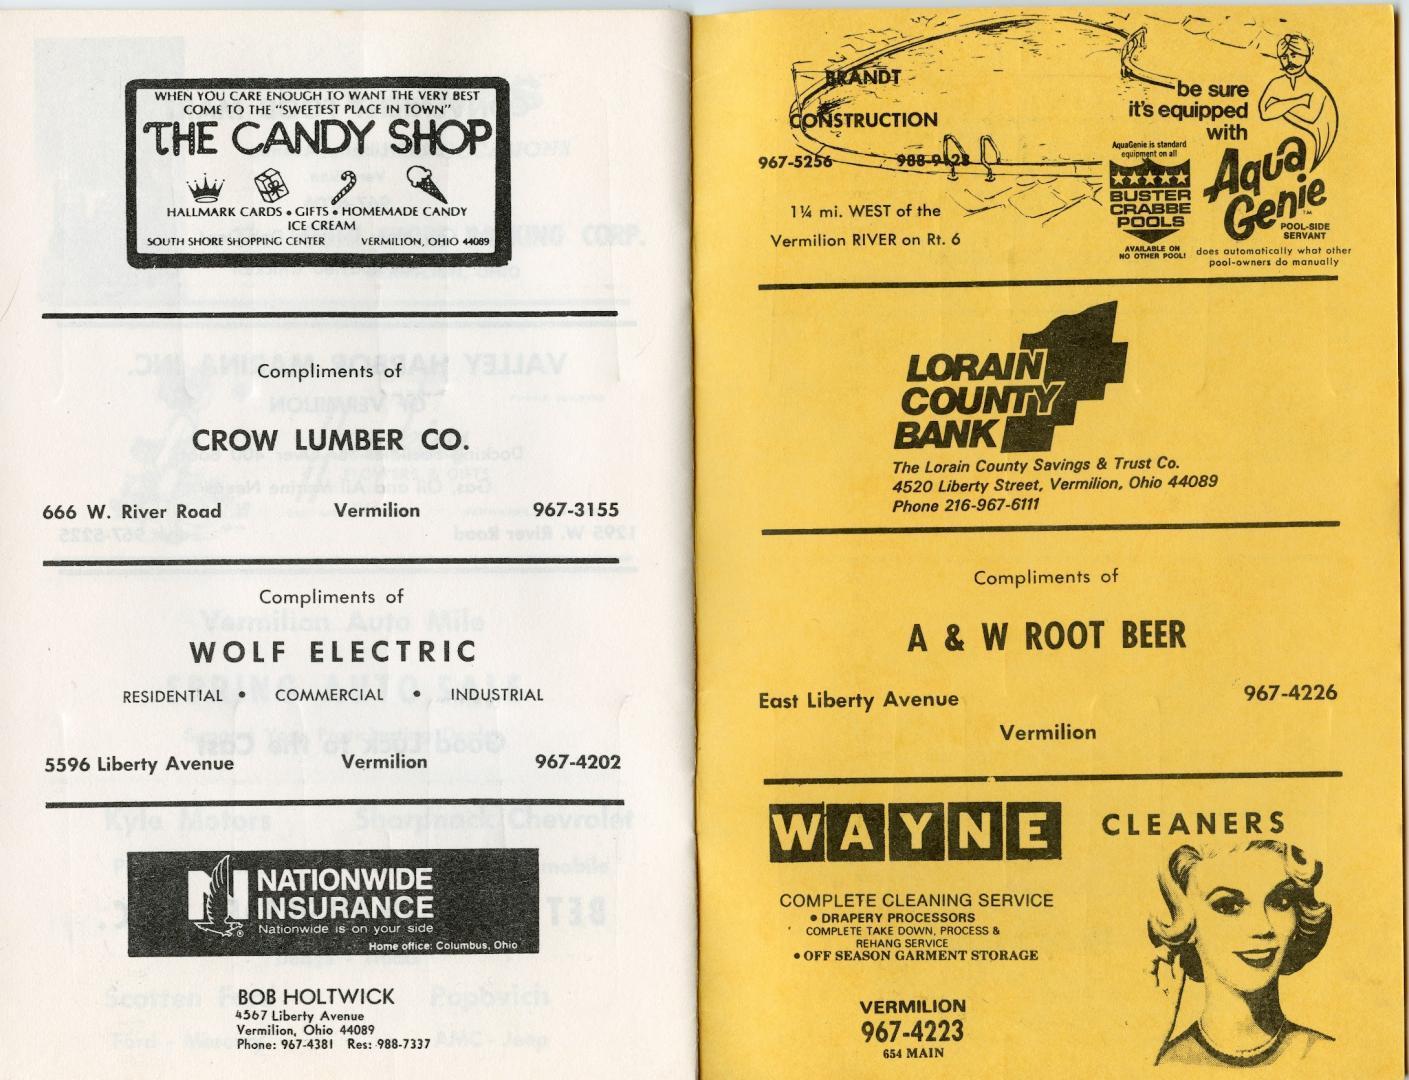 WHEN YOU CARE ENOUGH TO WANT THE VERY BEST
COME TO THE "SWEETEST PLACE IN TOWN"
THE CANDY SHOP
HALLMARK CARDS • GIFTS • HOMEMADE CANDY
ICE CREAM
SOUTH SHORE SHOPPING CENTER VERMILION, OHIO 44089
Compliments of
CROW LUMBER CO.
666 W. River Road Vermilion 967-3155
Compliments of
WOLF ELECTRIC
RESIDENTIAL • COMMERCIAL • INDUSTRIAL
5596 Liberty Avenue Vermilion 967-4202
NATIONWIDE
INSURANCE
Nationwide is on your side
Home office: Columbus, Ohio
BOB HOLTWICK
4567 Liberty Avenue
Vermilion, Ohio 44089
Phone: 967-4381 Res: 988-7337
BRANDT
CONSTRUCTION
967-5256
1¼ mi. WEST of the
Vermilion RIVER on Rt. 6
be sure
it's equipped
with
Aqua
Genie™
POOL-SIDE
SERVANT
does automatically what other
pool-owners do manually
AquaGenie is standard
equipment on all
BUSTER
CRABBE
POOLS
AVAILABLE ON
NO OTHER POOL!
LORAIN
COUNTY
BANK
The Lorain County Savings & Trust Co.
4520 Liberty Street, Vermilion, Ohio 44089
Phone 216-967-6111
Compliments of
A & W ROOT BEER
East Liberty Avenue 967-4226
Vermilion
WAYNE CLEANERS
COMPLETE CLEANING SERVICE
• DRAPERY PROCESSORS
COMPLETE TAKE DOWN, PROCESS &
REHANG SERVICE
• OFF SEASON GARMENT STORAGE
VERMILION
967-4223
654 MAIN